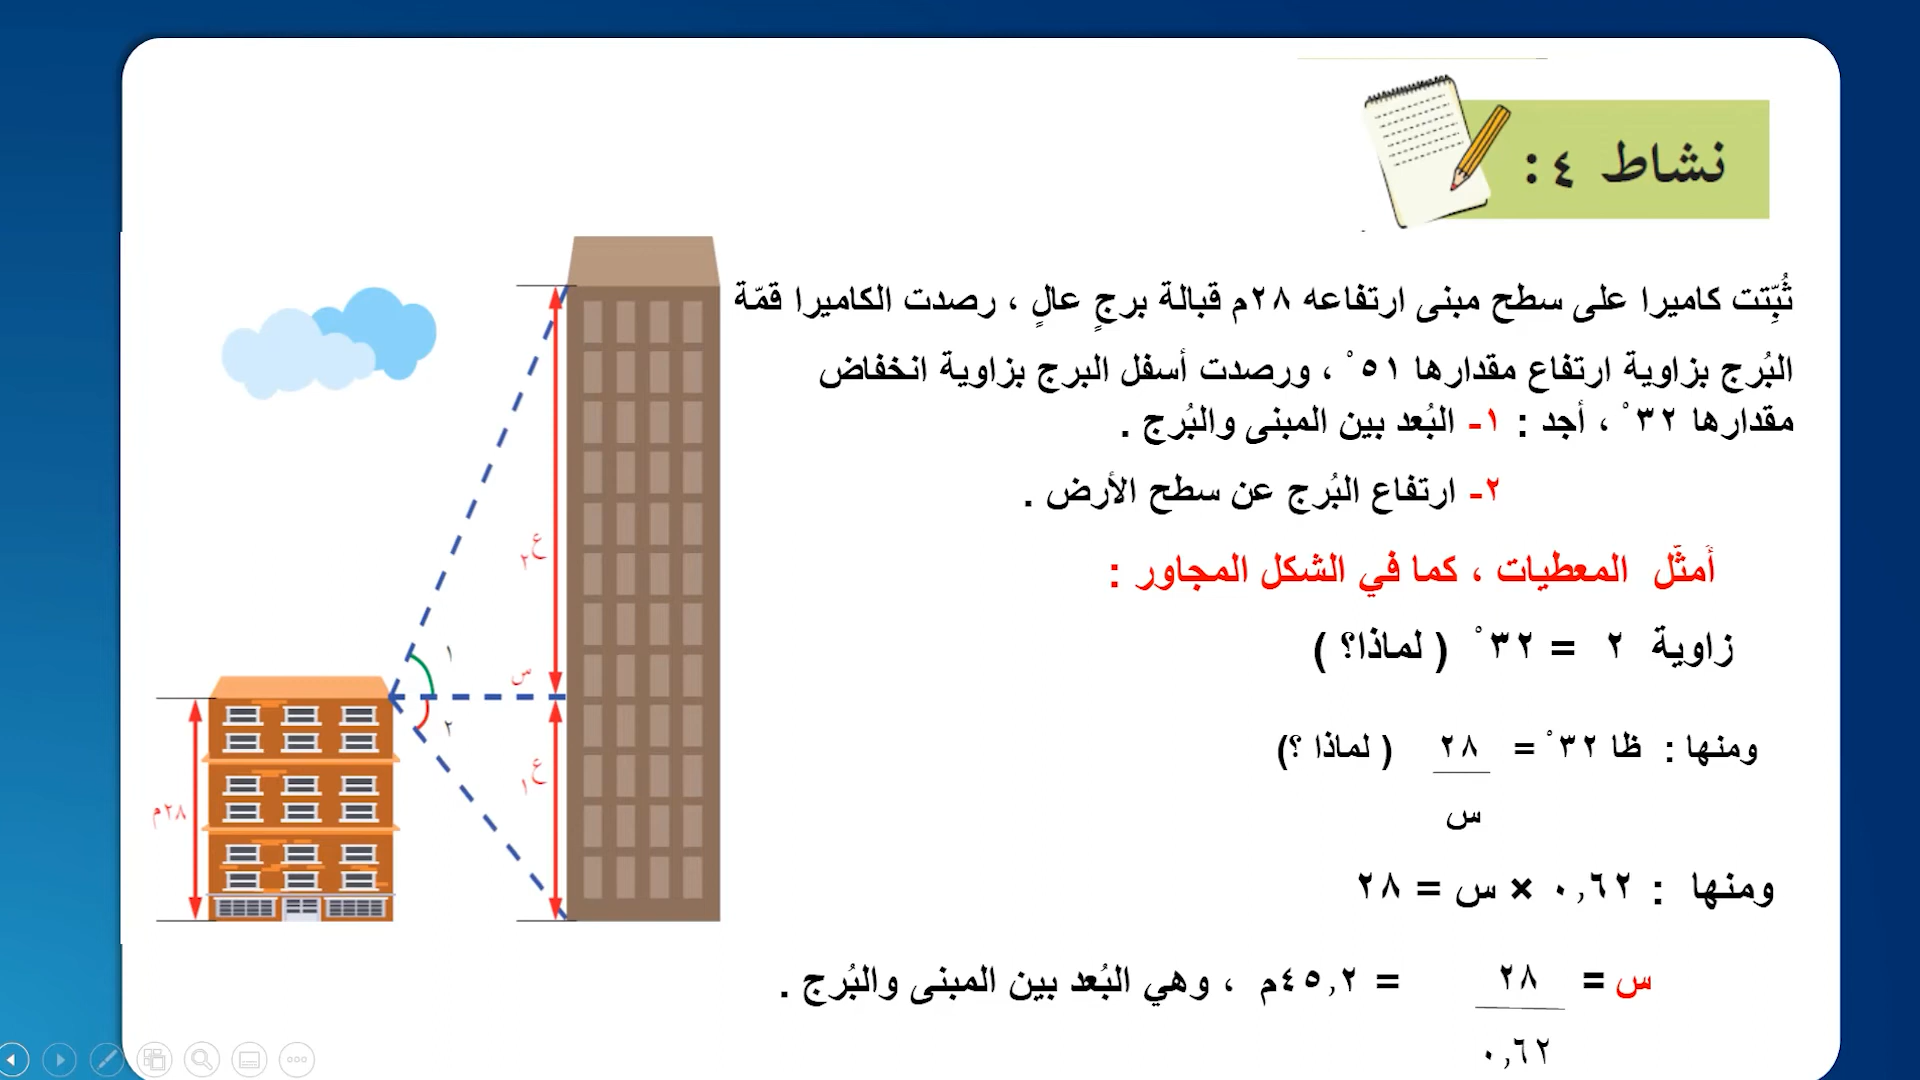 نشاط ٤ :
ثُبِّتت كاميرا على سطح مبنى ارتفاعه ٢٨م قبالة برجٍ عالٍ ، رصدت الكاميرا قمّة
البُرج بزاوية ارتفاع مقدارها ٥١ ْ ، ورصدت أسفل البرج بزاوية انخفاض
مقدارها ٣٢ ْ ، أجد : ١- البُعد بين المبنى والبُرج .
٢- ارتفاع البُرج عن سطح الأرض .
أَمثّل المعطيات ، كما في الشكل المجاور :
زاوية ٢ = ٣٢ ْ ( لماذا؟ )
ومنها : ظا ٣٢ ْ = ٢٨ ( لماذا ؟)
س
ومنها : ٠,٦٢ × س = ٢٨
س = ٢٨ = ٤٥,٢م ، وهي البُعد بين المبنى والبُرج .
٠,٦٢
ع٢
١
س
٢
ع١
٢٨م